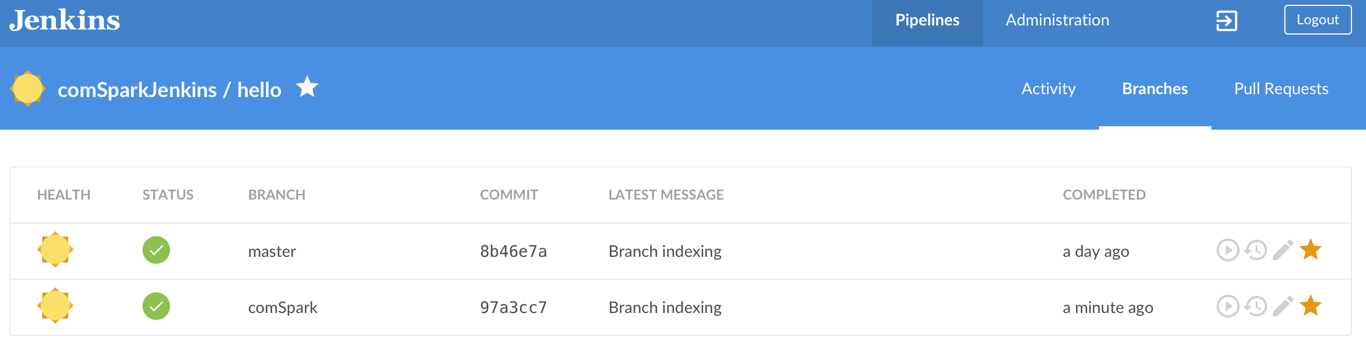 Jenkins
Pipelines Administration Logout
comSparkJenkins / hello Activity Branches Pull Requests
HEALTH STATUS BRANCH COMMIT LATEST MESSAGE COMPLETED
master 8b46e7a Branch indexing a day ago
comSpark 97a3cc7 Branch indexing a minute ago